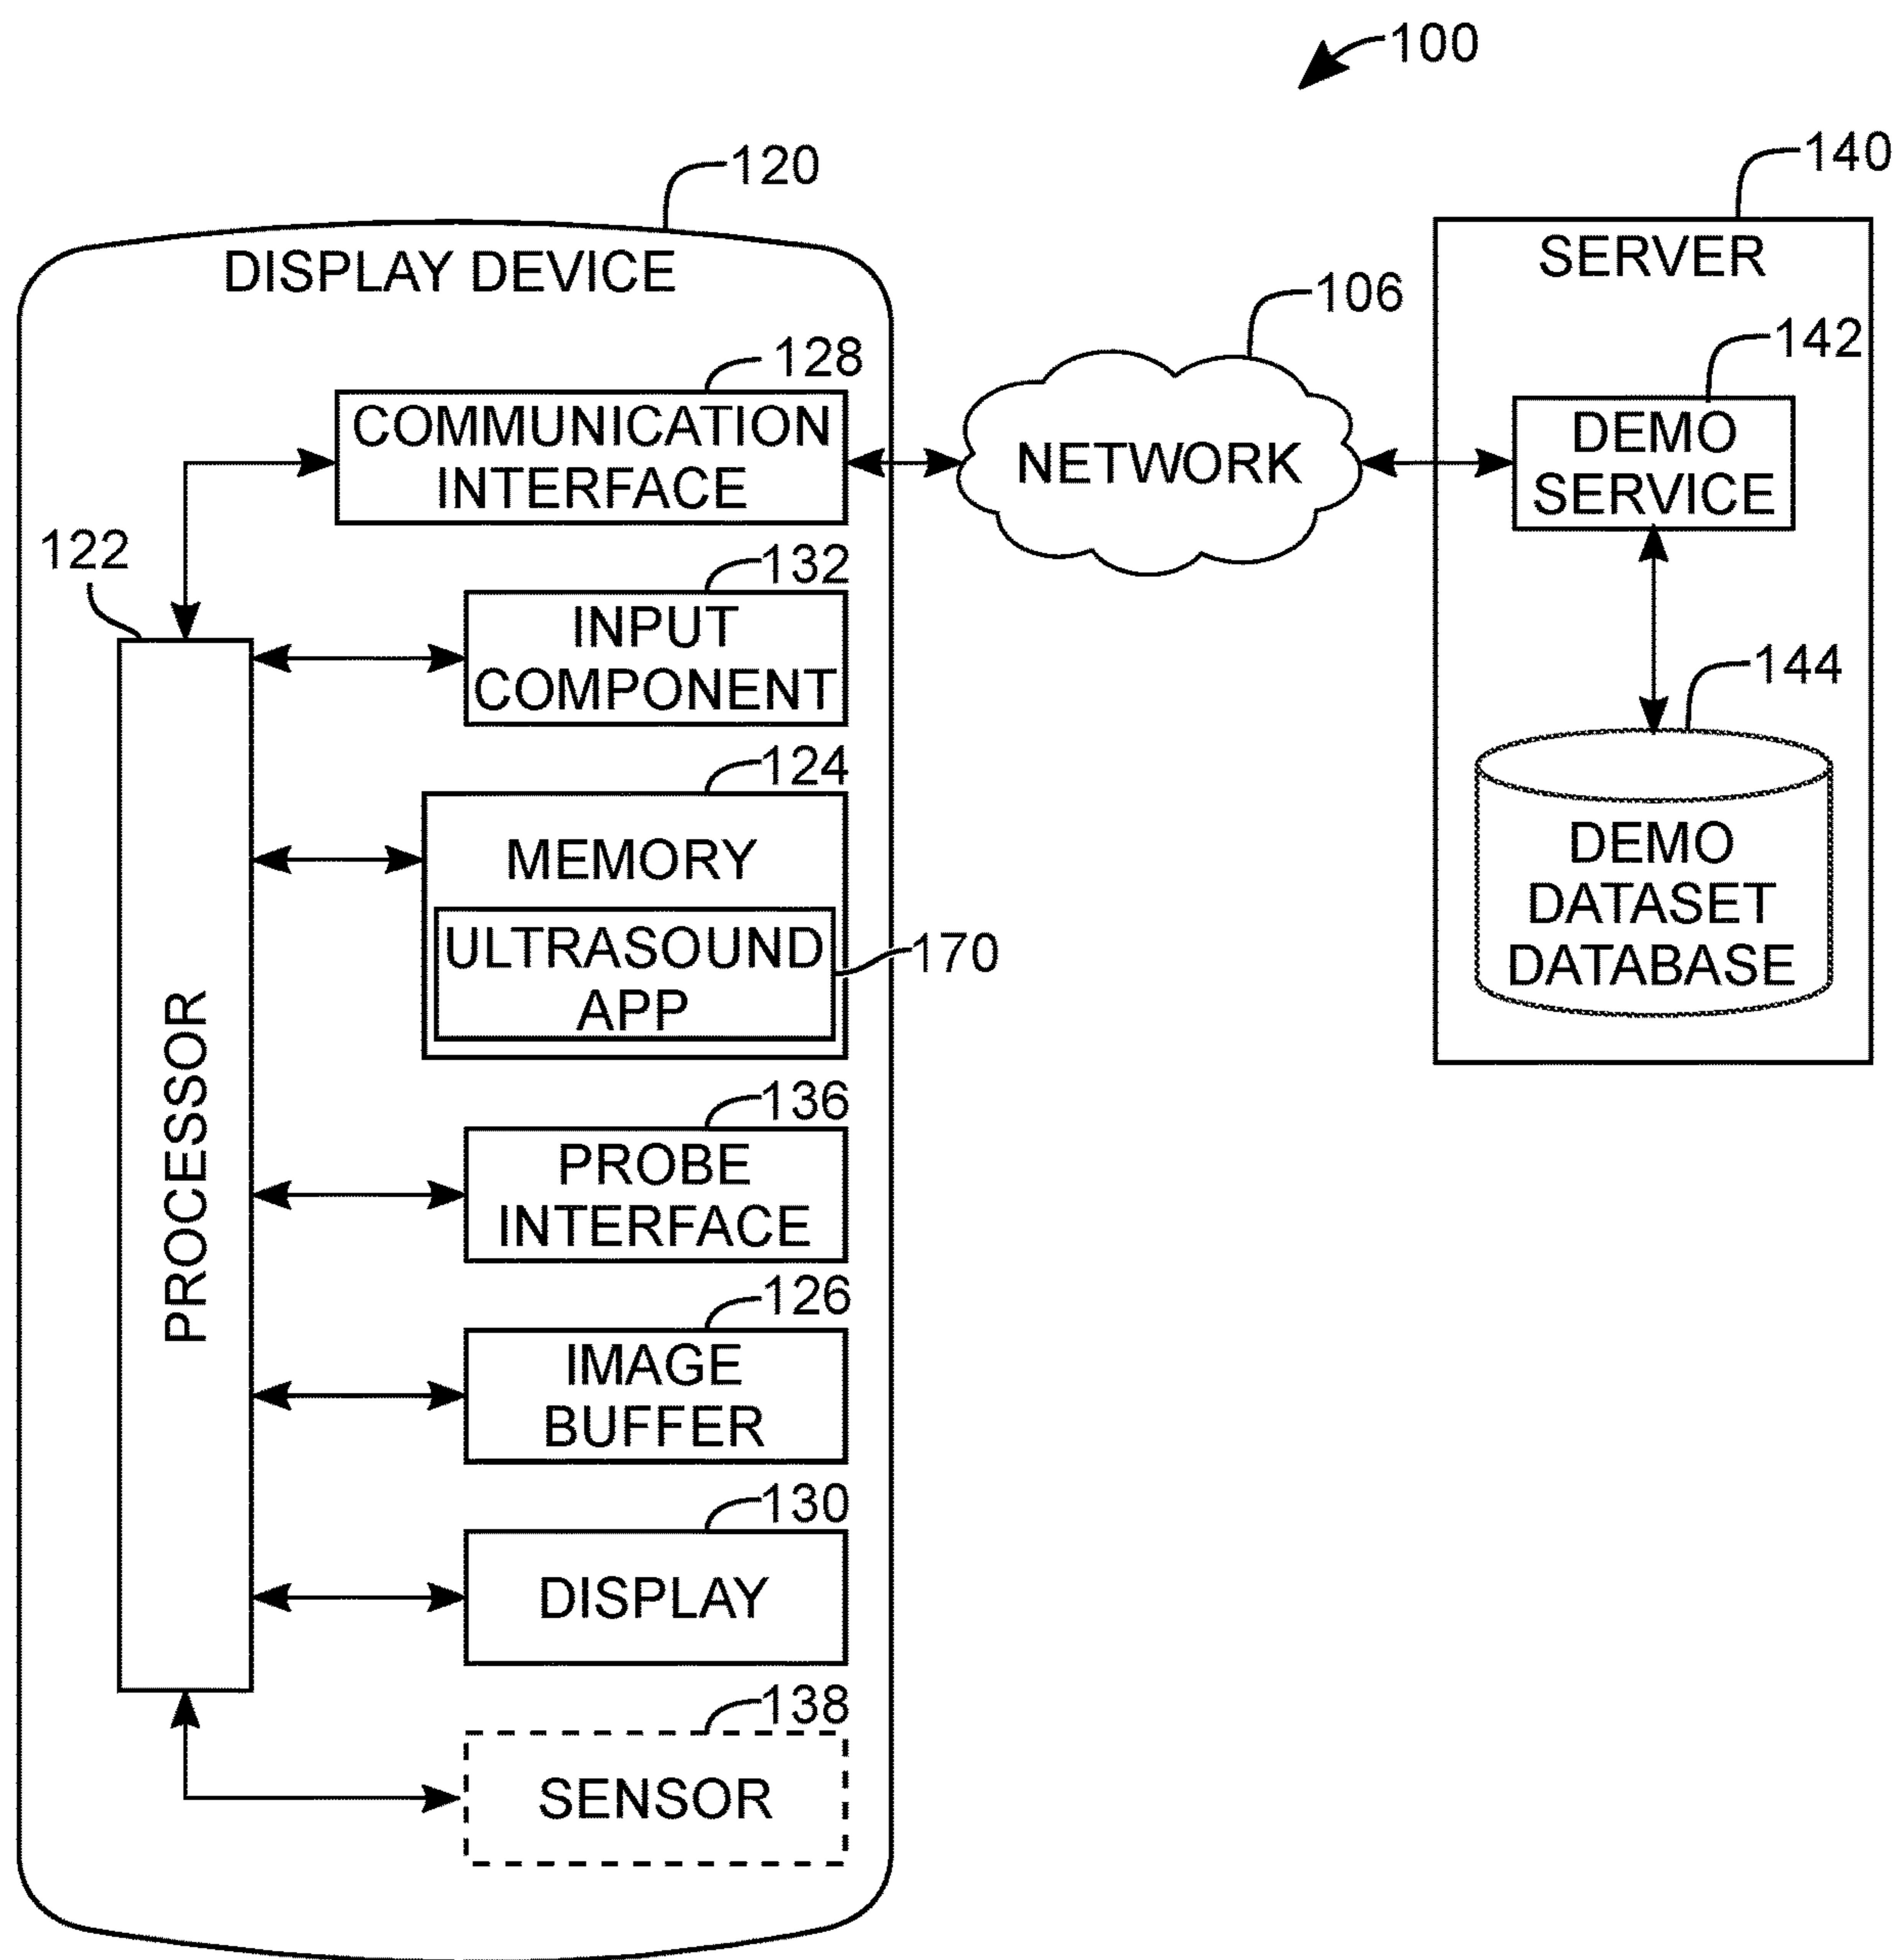 100
120
140
DISPLAY DEVICE
SERVER
106
128
142
COMMUNICATION
INTERFACE
NETWORK
DEMO
SERVICE
122
132
INPUT
COMPONENT
144
124
MEMORY
ULTRASOUND
APP
170
DEMO
DATASET
DATABASE
PROCESSOR
136
PROBE
INTERFACE
126
IMAGE
BUFFER
130
DISPLAY
138
SENSOR